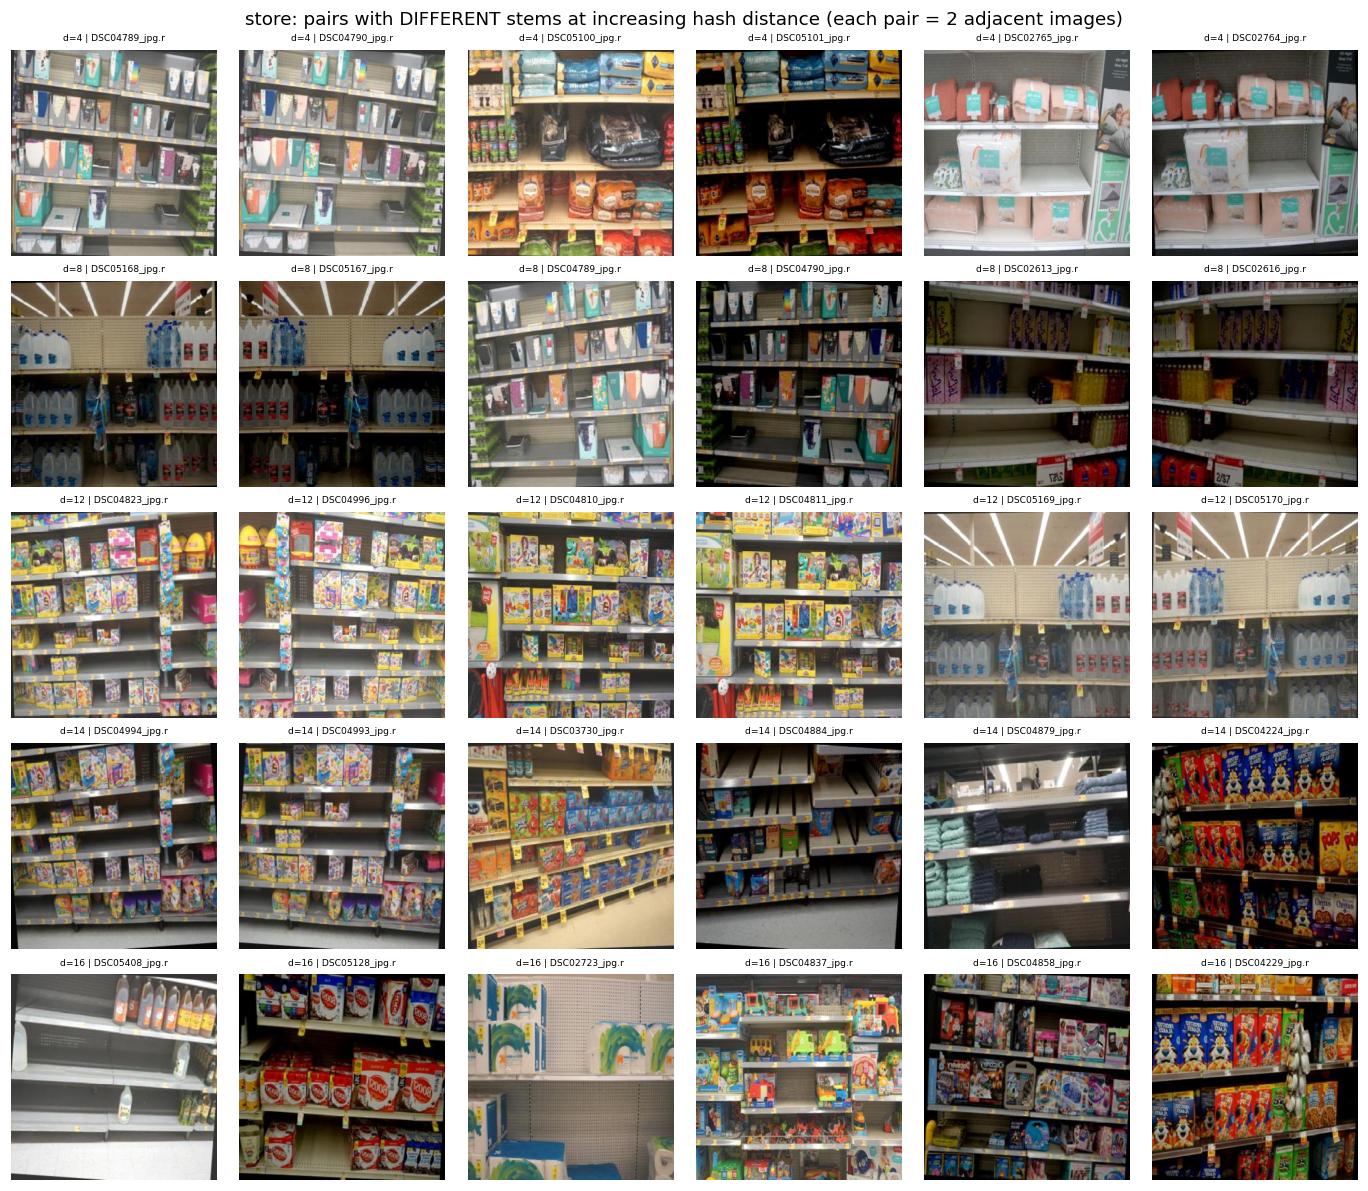 store: pairs with DIFFERENT stems at increasing hash distance (each pair = 2 adjacent images)
d=4 | DSC04789_jpg.r
d=4 | DSC04790_jpg.r
d=4 | DSC05100_jpg.r
d=4 | DSC05101_jpg.r
d=4 | DSC02765_jpg.r
d=4 | DSC02764_jpg.r
d=8 | DSC05168_jpg.r
d=8 | DSC05167_jpg.r
d=8 | DSC04789_jpg.r
d=8 | DSC04790_jpg.r
d=8 | DSC02613_jpg.r
d=8 | DSC02616_jpg.r
d=12 | DSC04823_jpg.r
d=12 | DSC04996_jpg.r
d=12 | DSC04810_jpg.r
d=12 | DSC04811_jpg.r
d=12 | DSC05169_jpg.r
d=12 | DSC05170_jpg.r
d=14 | DSC04994_jpg.r
d=14 | DSC04993_jpg.r
d=14 | DSC03730_jpg.r
d=14 | DSC04884_jpg.r
d=14 | DSC04879_jpg.r
d=14 | DSC04224_jpg.r
POPS
d=16 | DSC05408_jpg.r
d=16 | DSC05128_jpg.r
d=16 | DSC02723_jpg.r
d=16 | DSC04837_jpg.r
d=16 | DSC04858_jpg.r
d=16 | DSC04229_jpg.r